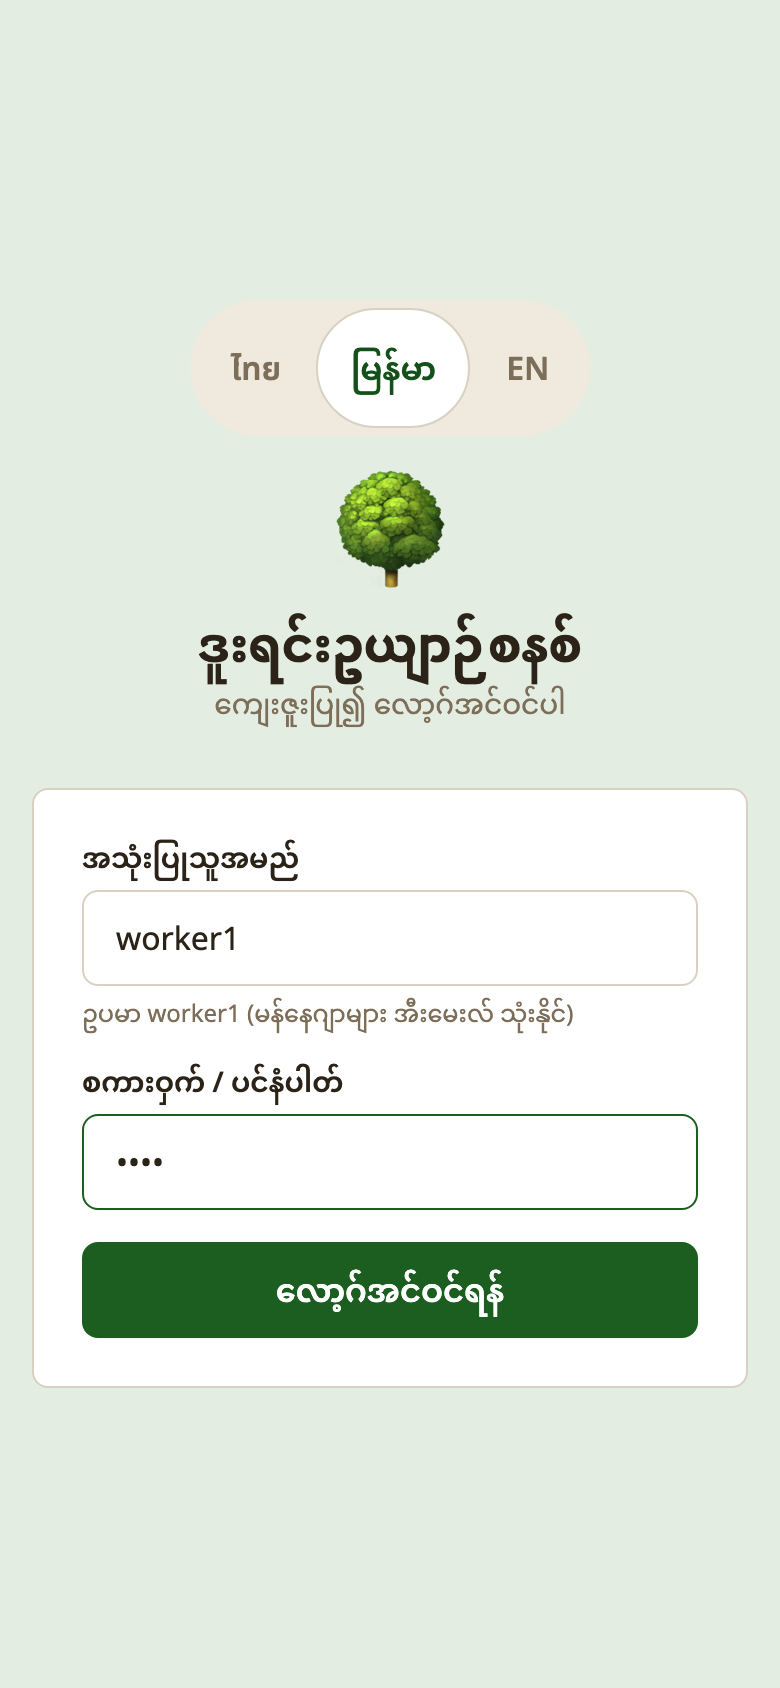 ไทย မြန်မာ EN
ဒူးရင်းဥယျာဉ်စနစ်
ကျေးဇူးပြု၍ လော့ဂ်အင်ဝင်ပါ
အသုံးပြုသူအမည်
worker1
ဥပမာ worker1 (မန်နေဂျာများ အီးမေးလ် သုံးနိုင်)
စကားဝှက် / ပင်နံပါတ်
••••
လော့ဂ်အင်ဝင်ရန်